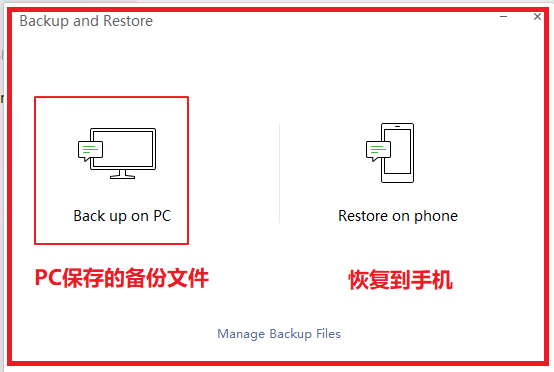 Backup and Restore
Back up on PC
Restore on phone
PC保存的备份文件
恢复到手机
Manage Backup Files